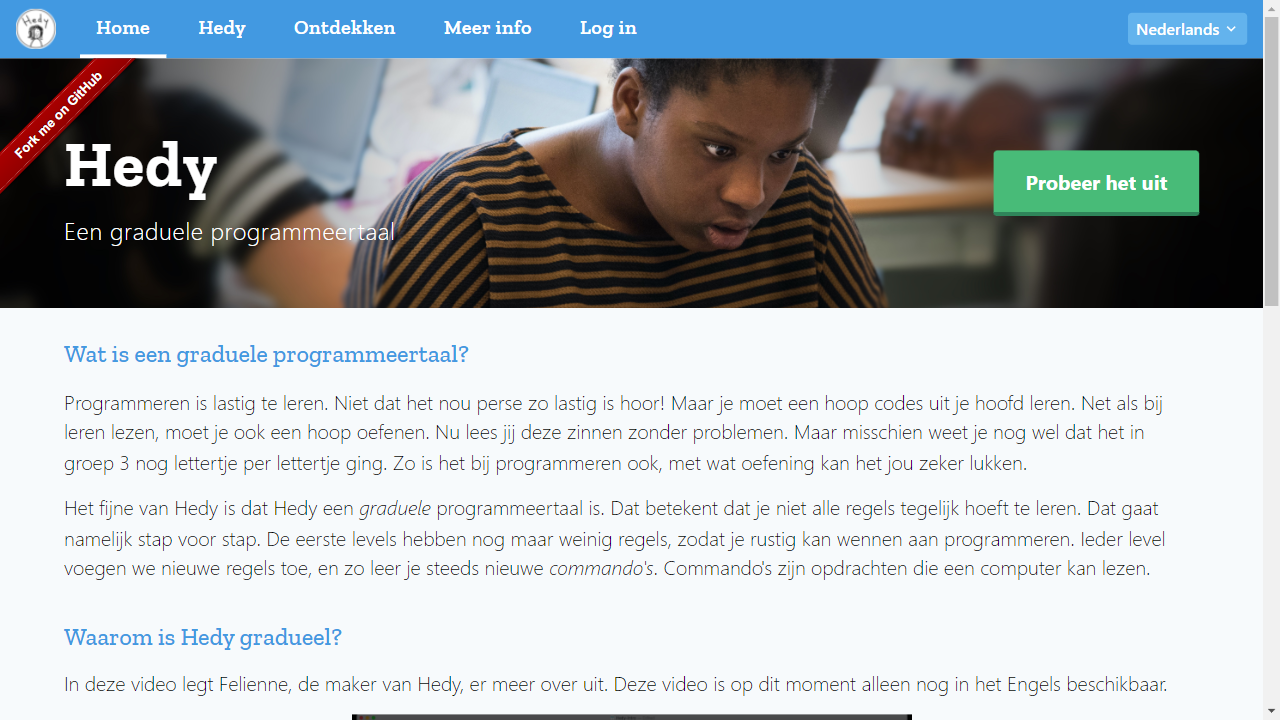 Hedy
Home Hedy Ontdekken Meer info Log in Nederlands
Fork me on GitHub
Hedy
Een graduele programmeertaal
Probeer het uit
Wat is een graduele programmeertaal?
Programmeren is lastig te leren. Niet dat het nou perse zo lastig is hoor! Maar je moet een hoop codes uit je hoofd leren. Net als bij
leren lezen, moet je ook een hoop oefenen. Nu lees jij deze zinnen zonder problemen. Maar misschien weet je nog wel dat het in
groep 3 nog lettertje per lettertje ging. Zo is het bij programmeren ook, met wat oefening kan het jou zeker lukken.
Het fijne van Hedy is dat Hedy een graduele programmeertaal is. Dat betekent dat je niet alle regels tegelijk hoeft te leren. Dat gaat
namelijk stap voor stap. De eerste levels hebben nog maar weinig regels, zodat je rustig kan wennen aan programmeren. Ieder level
voegen we nieuwe regels toe, en zo leer je steeds nieuwe commando's. Commando's zijn opdrachten die een computer kan lezen.
Waarom is Hedy gradueel?
In deze video legt Felienne, de maker van Hedy, er meer over uit. Deze video is op dit moment alleen nog in het Engels beschikbaar.